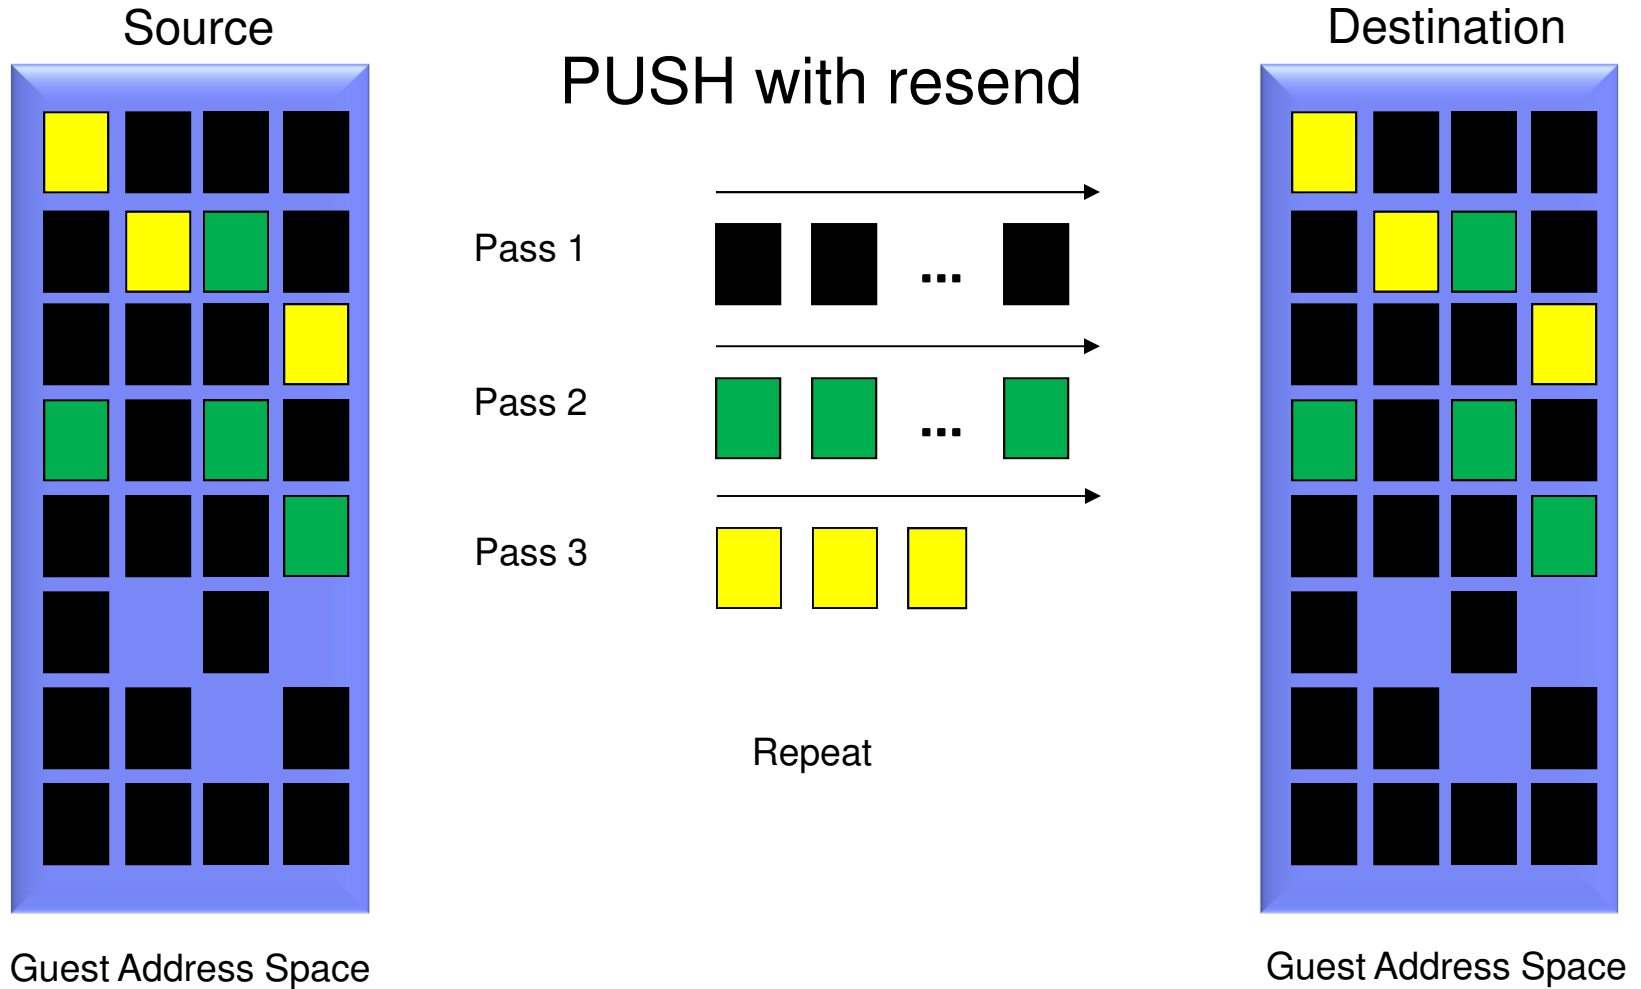 Source
Destination
PUSH with resend
Pass 1
...
Pass 2
...
Pass 3
Repeat
Guest Address Space
Guest Address Space